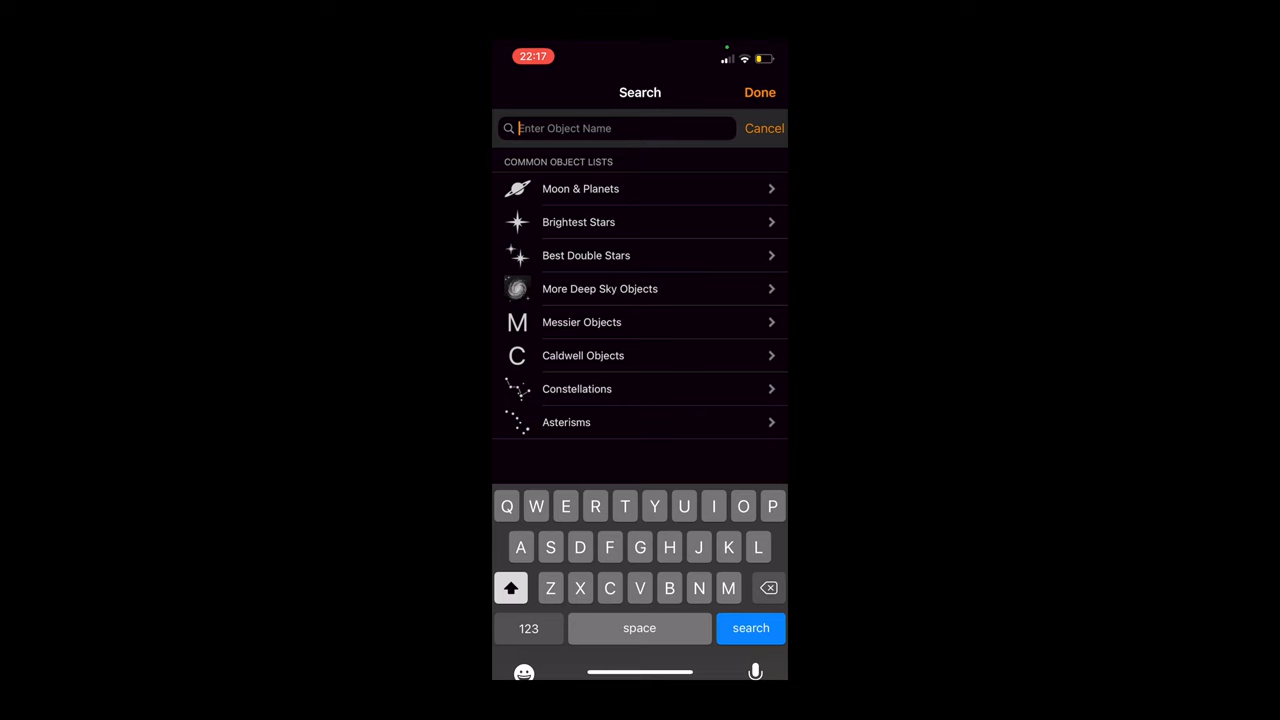 22:17
Search
Done
Enter Object Name
Cancel
COMMON OBJECT LISTS
Moon & Planets
Brightest Stars
Best Double Stars
More Deep Sky Objects
M Messier Objects
C Caldwell Objects
Constellations
Asterisms
Q W E R T Y U I O P
A S D F G H J K L
Z X C V B N M
123 space search